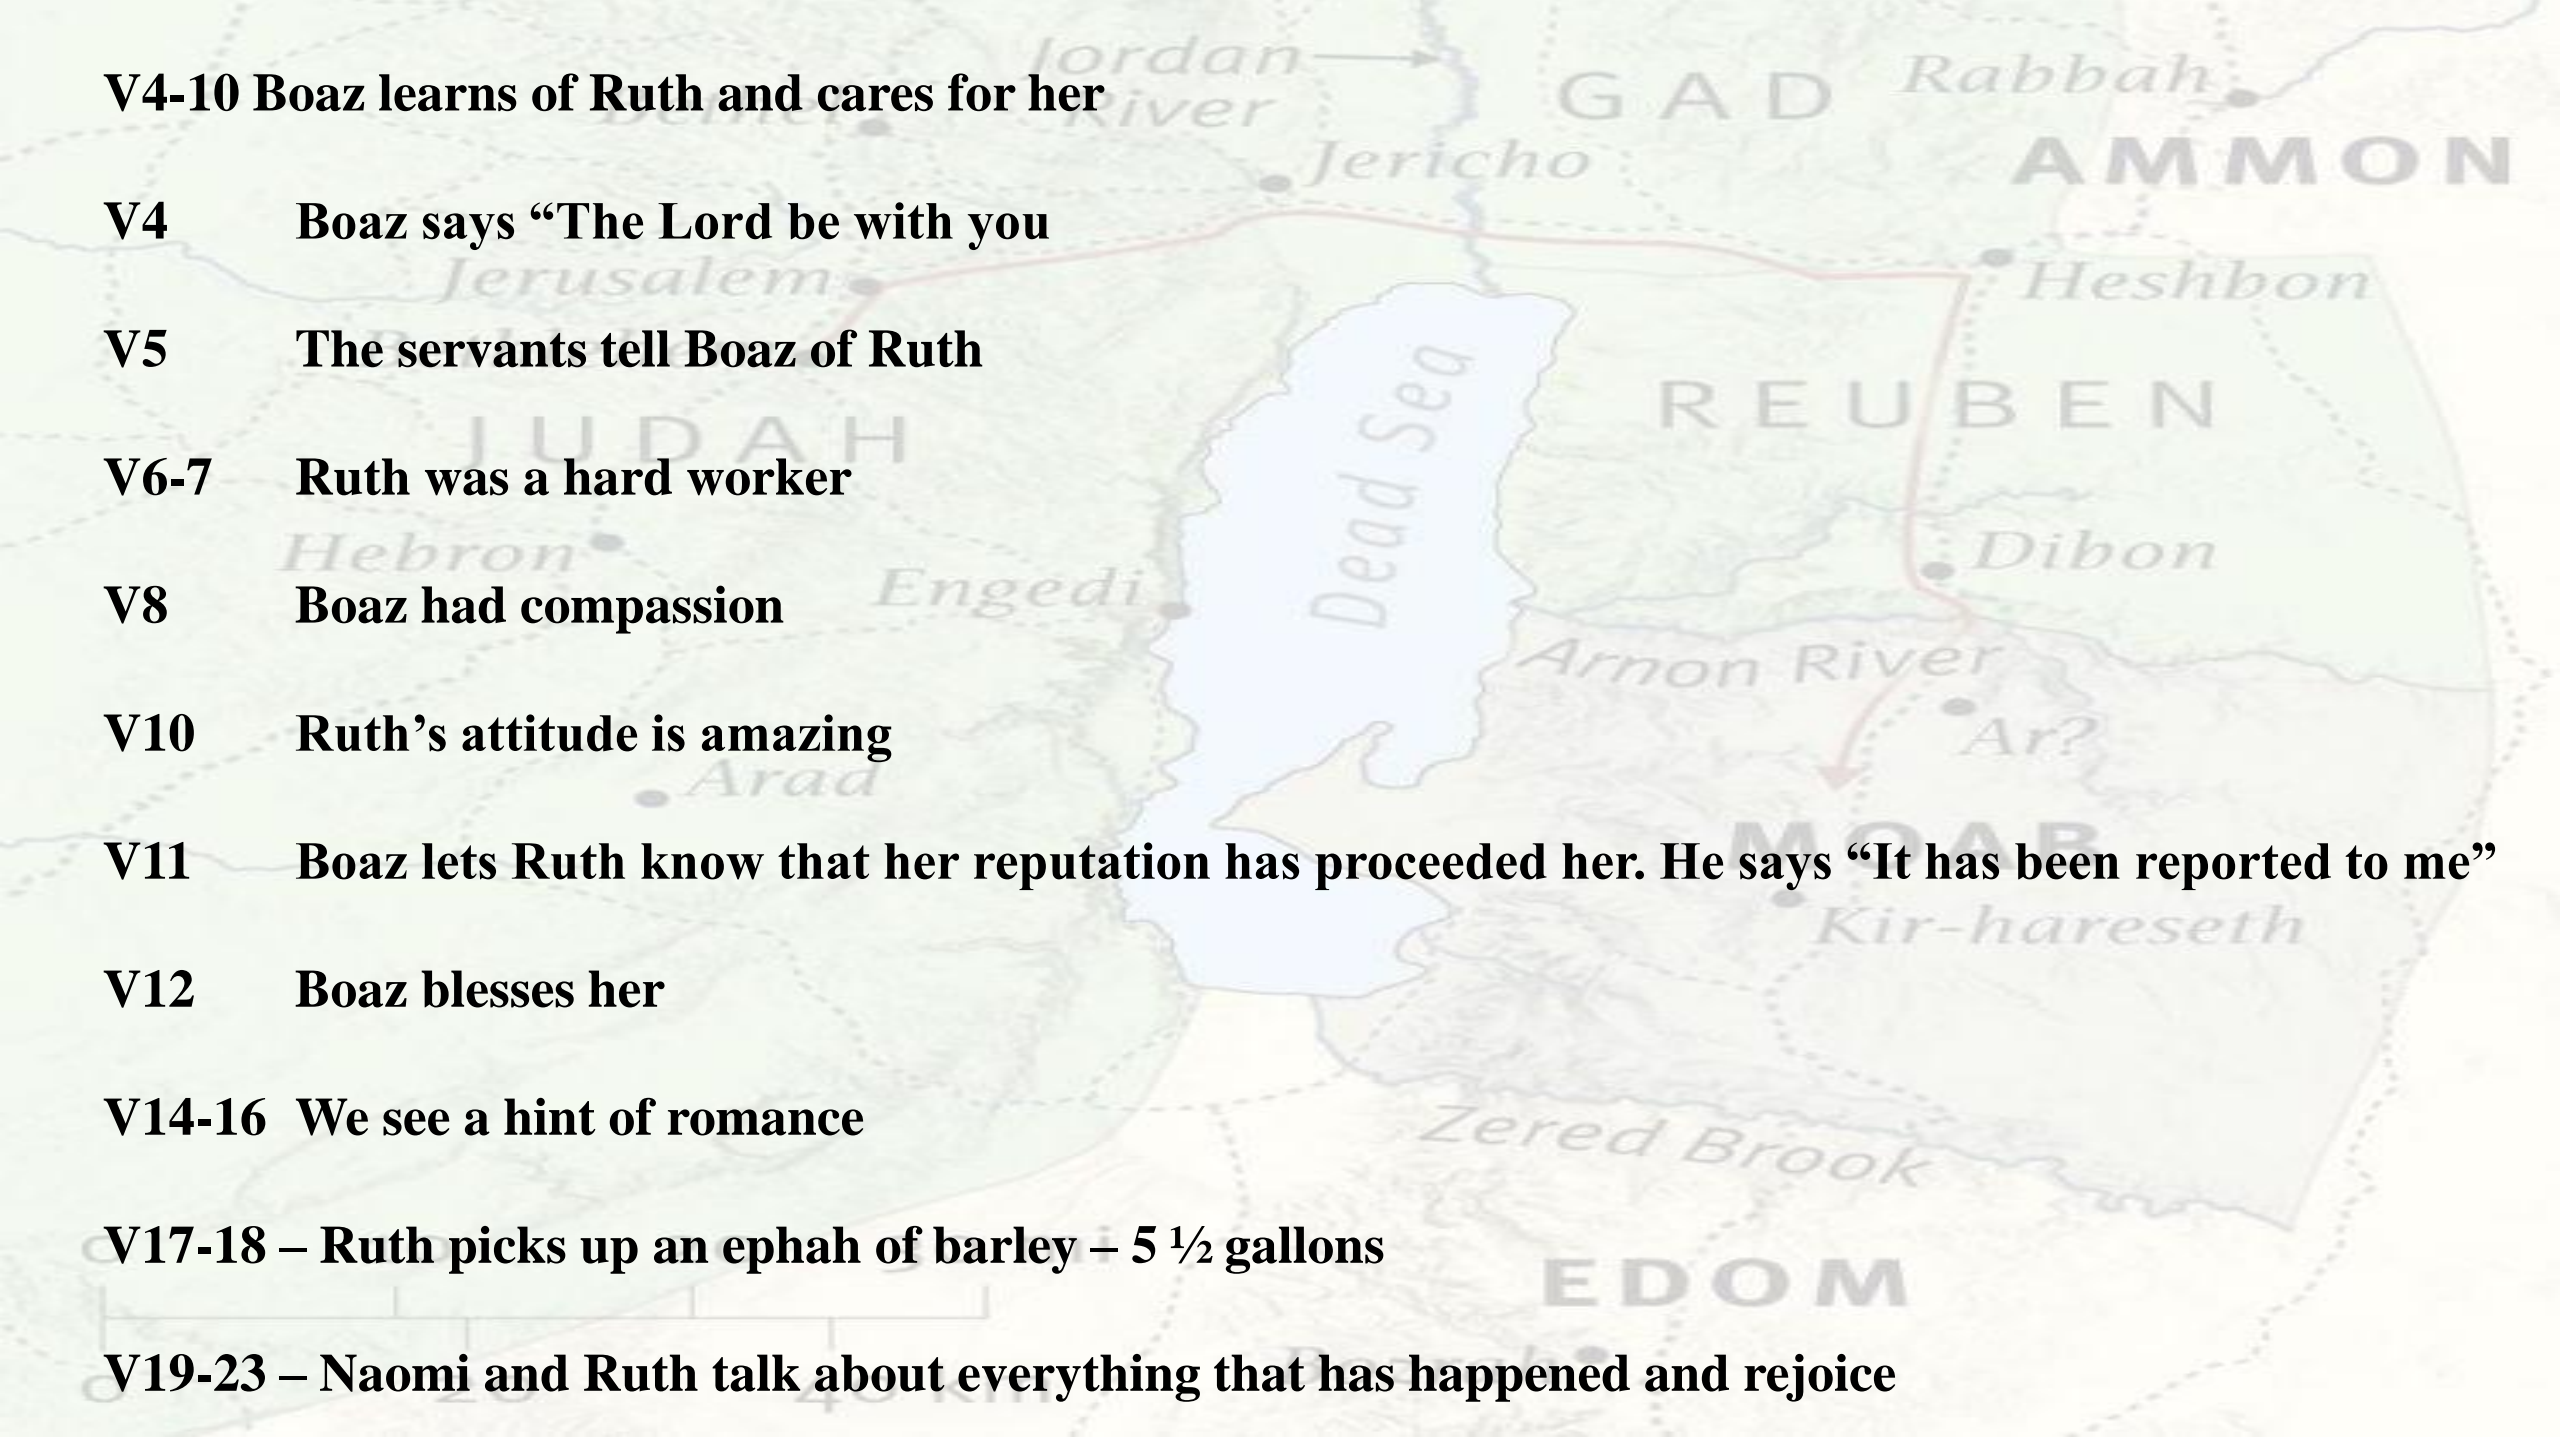 V4-10 Boaz learns of Ruth and cares for her
V4 Boaz says “The Lord be with you
V5 The servants tell Boaz of Ruth
V6-7 Ruth was a hard worker
V8 Boaz had compassion
V10 Ruth’s attitude is amazing
V11 Boaz lets Ruth know that her reputation has proceeded her. He says “It has been reported to me”
V12 Boaz blesses her
V14-16 We see a hint of romance
V17-18 – Ruth picks up an ephah of barley – 5 ½ gallons
V19-23 – Naomi and Ruth talk about everything that has happened and rejoice
Jordan
River
GAD
Rabbah
AMMON
Jericho
Jerusalem
Heshbon
JUDAH
Dead Sea
REUBEN
Hebron
Engedi
Dibon
Arnon River
Ar?
Arad
MOAB
Kir-hareseth
Zered Brook
EDOM
0 20 40 km